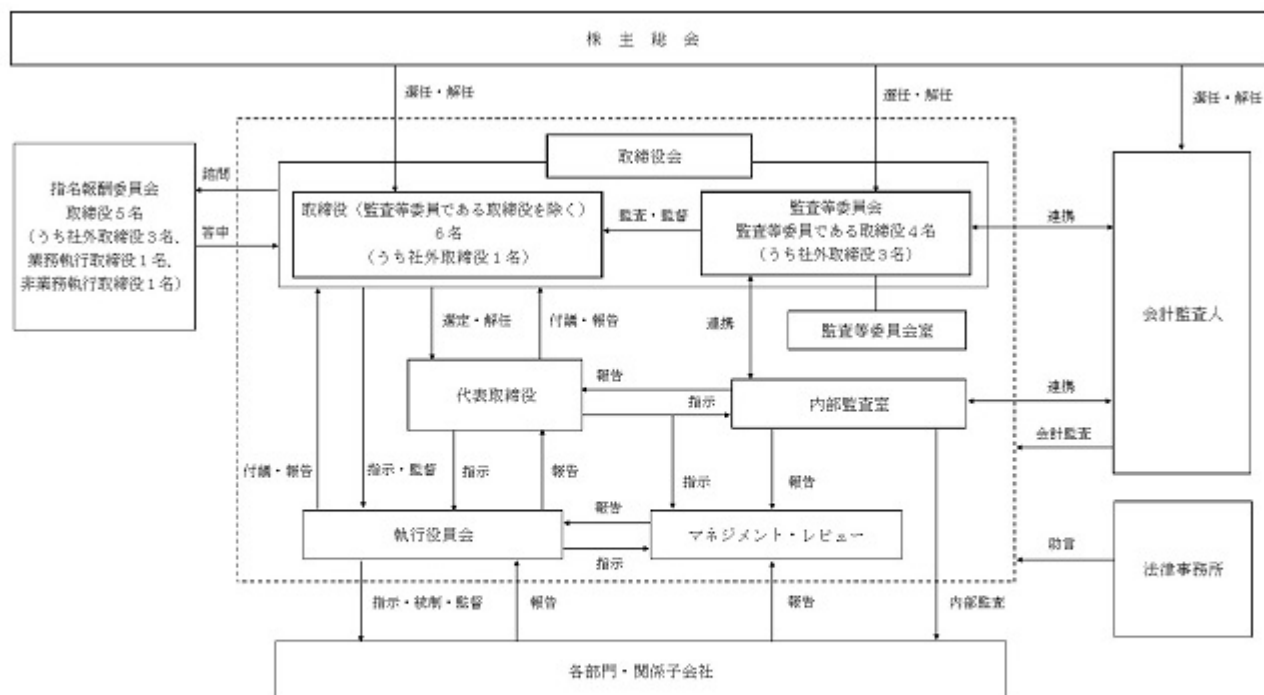 株主総会
選任・解任
選任・解任
選任・解任
取締役会
指名報酬委員会
取締役5名
（うち社外取締役3名、
業務執行取締役1名、
非業務執行取締役1名）
諮問
答申
取締役（監査等委員である取締役を除く）
6名
（うち社外取締役1名）
監査・監督
監査等委員会
監査等委員である取締役4名
（うち社外取締役3名）
連携
会計監査人
選定・解任
付議・報告
連携
監査等委員会室
代表取締役
報告
指示
内部監査室
連携
会計監査
付議・報告
指示・監督
指示
報告
指示
報告
執行役員会
報告
指示
マネジメント・レビュー
助言
法律事務所
指示・統制・監督
報告
報告
内部監査
各部門・関係子会社